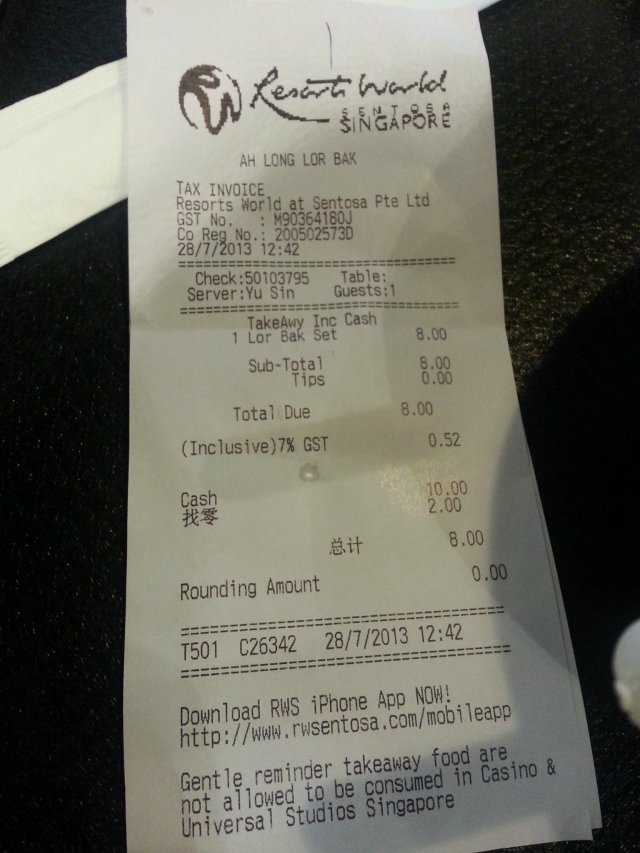 Resorts World
SENTOSA
SINGAPORE
AH LONG LOR BAK
TAX INVOICE
Resorts World at Sentosa Pte Ltd
GST No. : M90364180J
Co Reg No.: 200502573D
28/7/2013 12:42
========================================
Check:50103795 Table:
Server:Yu Sin Guests:1
========================================
TakeAwy Inc Cash
1 Lor Bak Set 8.00
Sub-Total 8.00
Tips 0.00
Total Due 8.00
(Inclusive)7% GST 0.52
Cash 10.00
找零 2.00
总计 8.00
Rounding Amount 0.00
========================================
T501 C26342 28/7/2013 12:42
========================================
Download RWS iPhone App NOW!
http://www.rwsentosa.com/mobileapp
Gentle reminder takeaway food are
not allowed to be consumed in Casino &
Universal Studios Singapore